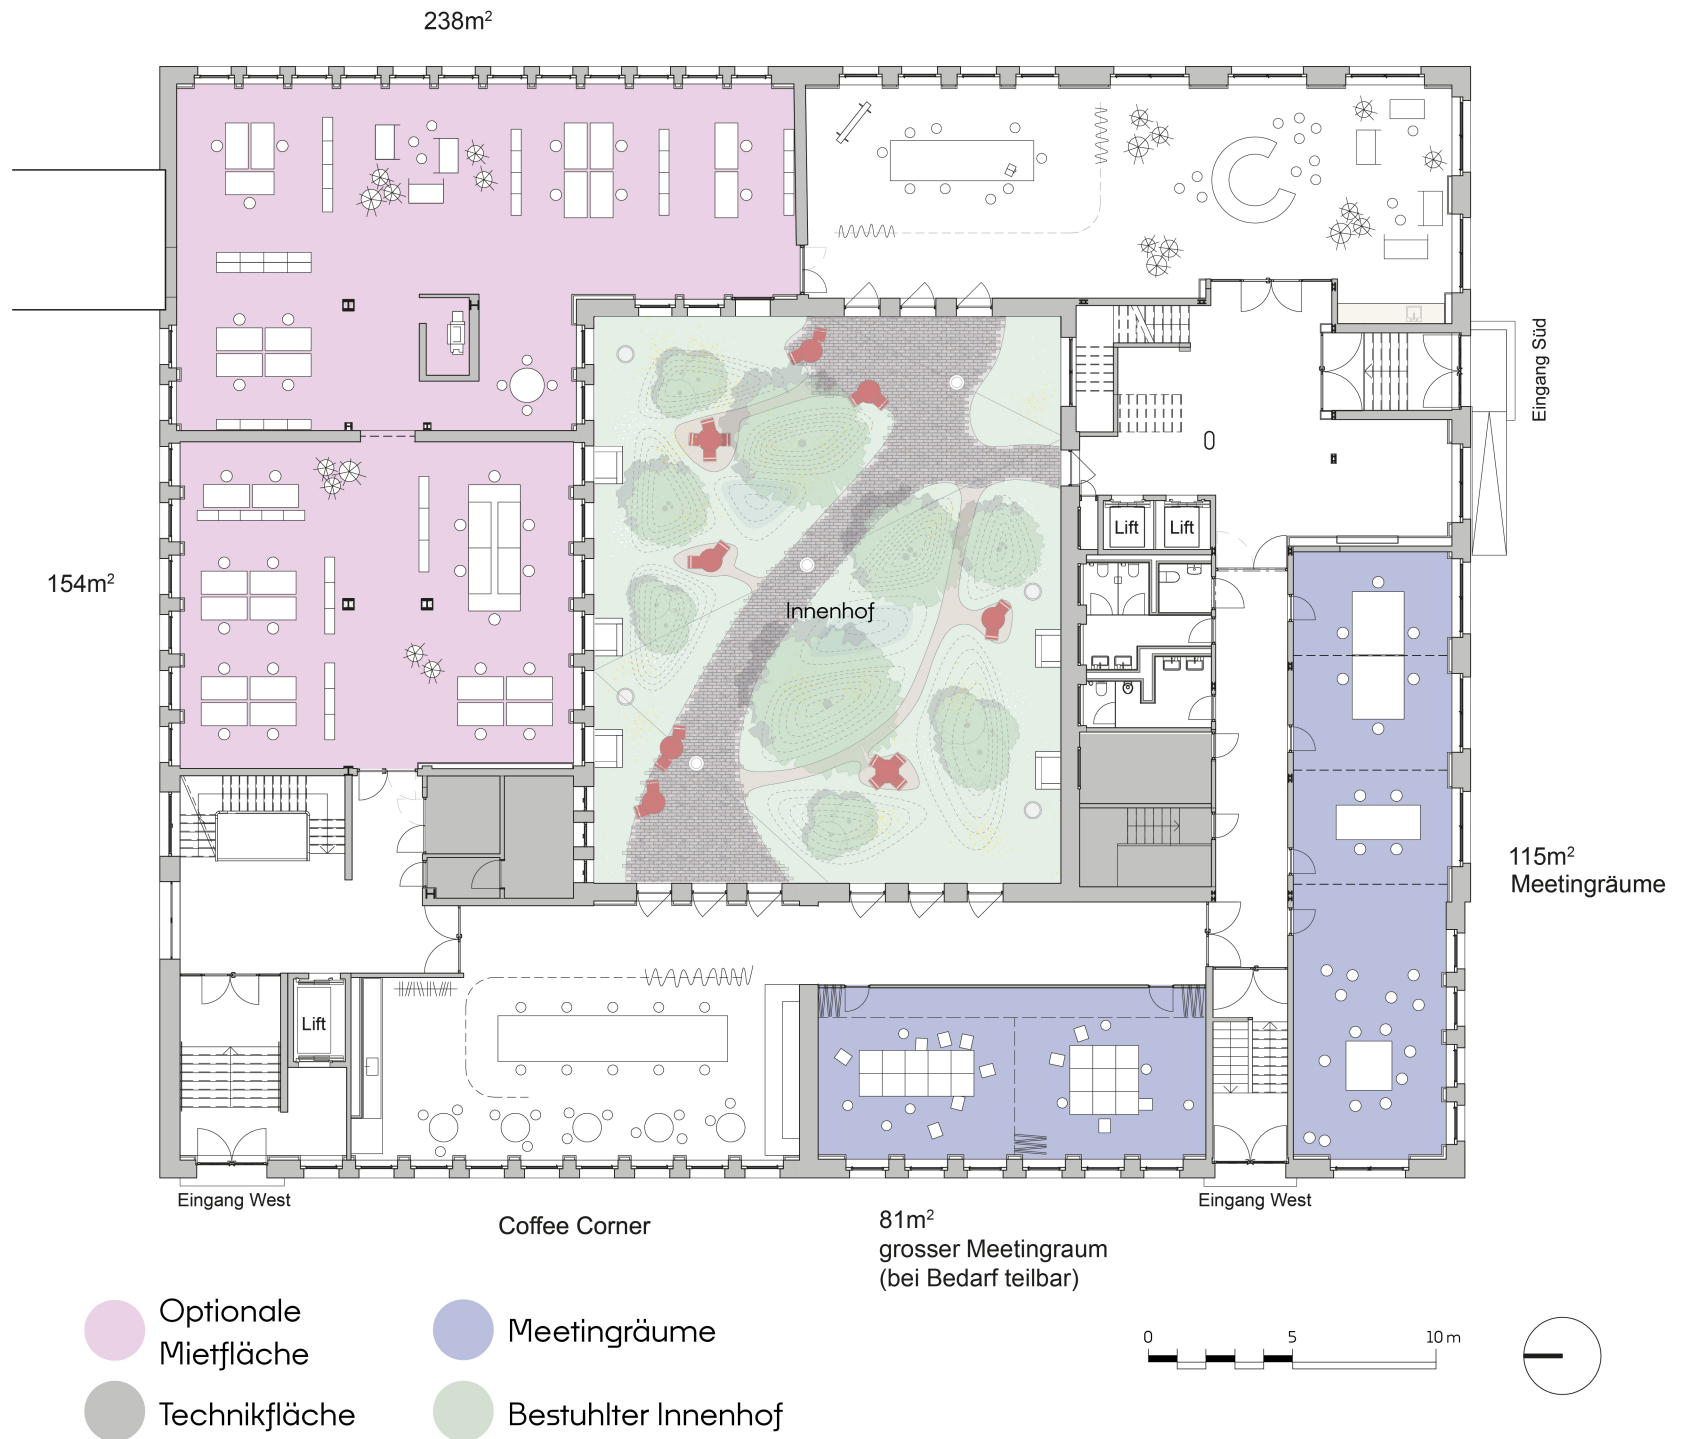 238m²
Eingang Süd
Lift
Lift
154m²
Innenhof
115m²
Meetingräume
Lift
Eingang West
Eingang West
Coffee Corner
81m²
grosser Meetingraum
(bei Bedarf teilbar)
Optionale
Mietfläche
Meetingräume
0 5 10 m
Technikfläche
Bestuhlter Innenhof